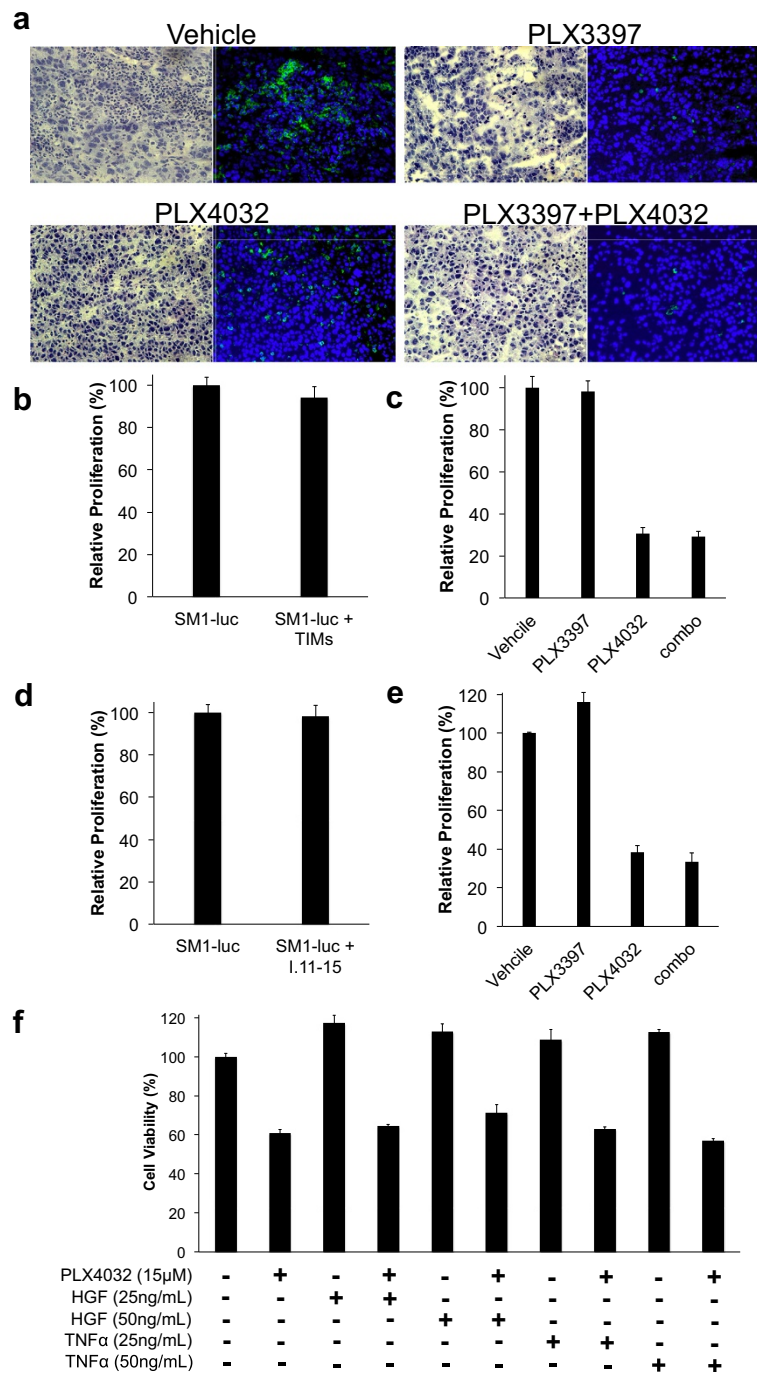 a
Vehicle
PLX3397
PLX4032
PLX3397+PLX4032
b
Relative Proliferation (%)
100
80
60
40
20
0
SM1-luc
SM1-luc +
TIMs
c
Relative Proliferation (%)
100
80
60
40
20
0
Vehcile
PLX3397
PLX4032
combo
d
Relative Proliferation (%)
100
80
60
40
20
0
SM1-luc
SM1-luc +
I.11-15
e
Relative Proliferation (%)
120
100
80
60
40
20
0
Vehcile
PLX3397
PLX4032
combo
f
Cell Viability (%)
120
100
80
60
40
20
0
PLX4032 (15µM) - + - + - + - + - +
HGF (25ng/mL) - - + + - - - - - -
HGF (50ng/mL) - - - - + + - - - -
TNFα (25ng/mL) - - - - - - + + - -
TNFα (50ng/mL) - - - - - - - - + +